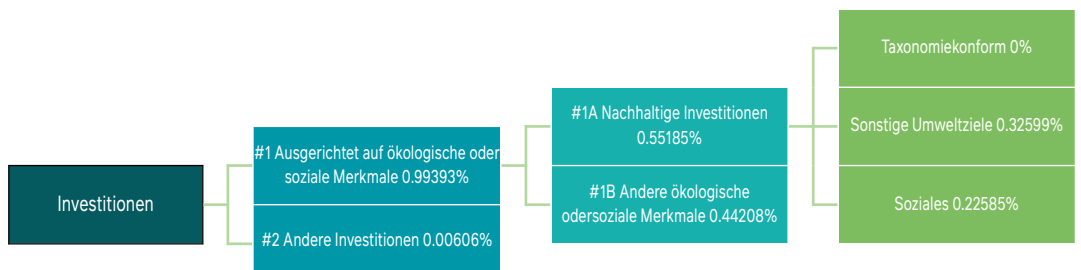 Investitionen
#1 Ausgerichtet auf ökologische oder
soziale Merkmale 0.99393%
#2 Andere Investitionen 0.00606%
#1A Nachhaltige Investitionen
0.55185%
#1B Andere ökologische
odersoziale Merkmale 0.44208%
Taxonomiekonform 0%
Sonstige Umweltziele 0.32599%
Soziales 0.22585%